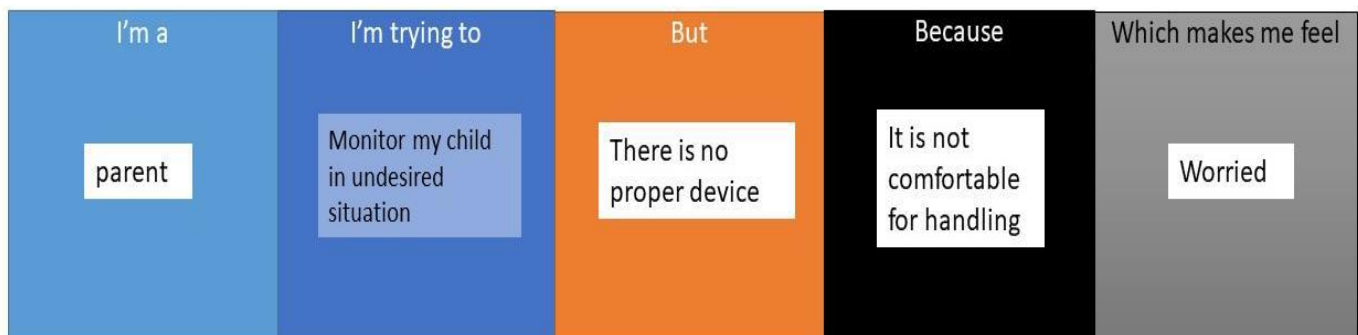 I'm a
parent
I'm trying to
Monitor my child
in undesired
situation
But
There is no
proper device
Because
It is not
comfortable
for handling
Which makes me feel
Worried